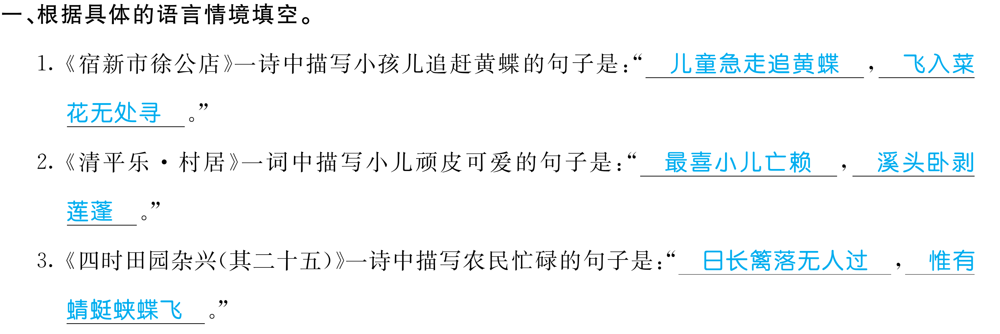 一、根据具体的语言情境填空。
1.《宿新市徐公店》一诗中描写小孩儿追赶黄蝶的句子是：“儿童急走追黄蝶，飞入菜
花无处寻。”
2.《清平乐·村居》一词中描写小儿顽皮可爱的句子是：“最喜小儿亡赖，溪头卧剥
莲蓬。”
3.《四时田园杂兴（其二十五）》一诗中描写农民忙碌的句子是：“日长篱落无人过，惟有
蜻蜓蛱蝶飞。”